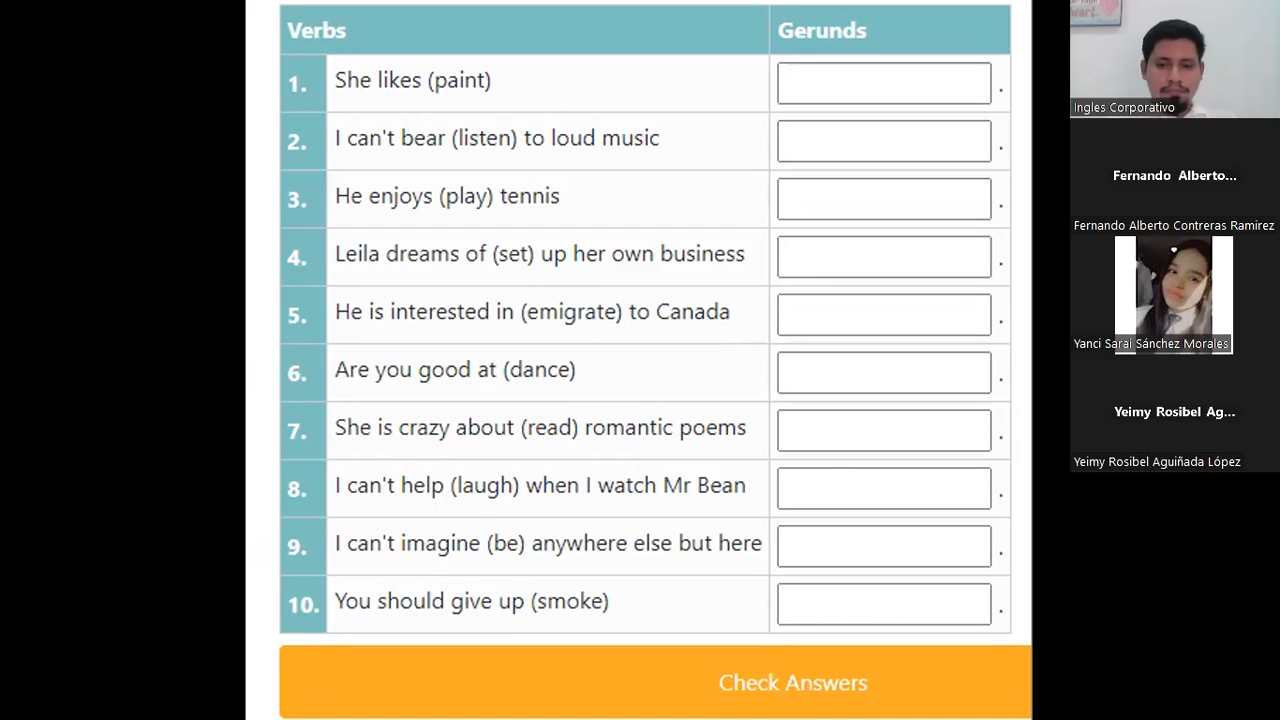 Verbs Gerunds
1. She likes (paint) .
2. I can't bear (listen) to loud music .
3. He enjoys (play) tennis .
4. Leila dreams of (set) up her own business .
5. He is interested in (emigrate) to Canada .
6. Are you good at (dance) .
7. She is crazy about (read) romantic poems .
8. I can't help (laugh) when I watch Mr Bean .
9. I can't imagine (be) anywhere else but here .
10. You should give up (smoke) .
Check Answers
heart.
Ingles Corporativo
Fernando Alberto...
Fernando Alberto Contreras Ramirez
Yanci Sarai Sánchez Morales
Yeimy Rosibel Ag...
Yeimy Rosibel Aguiñada López